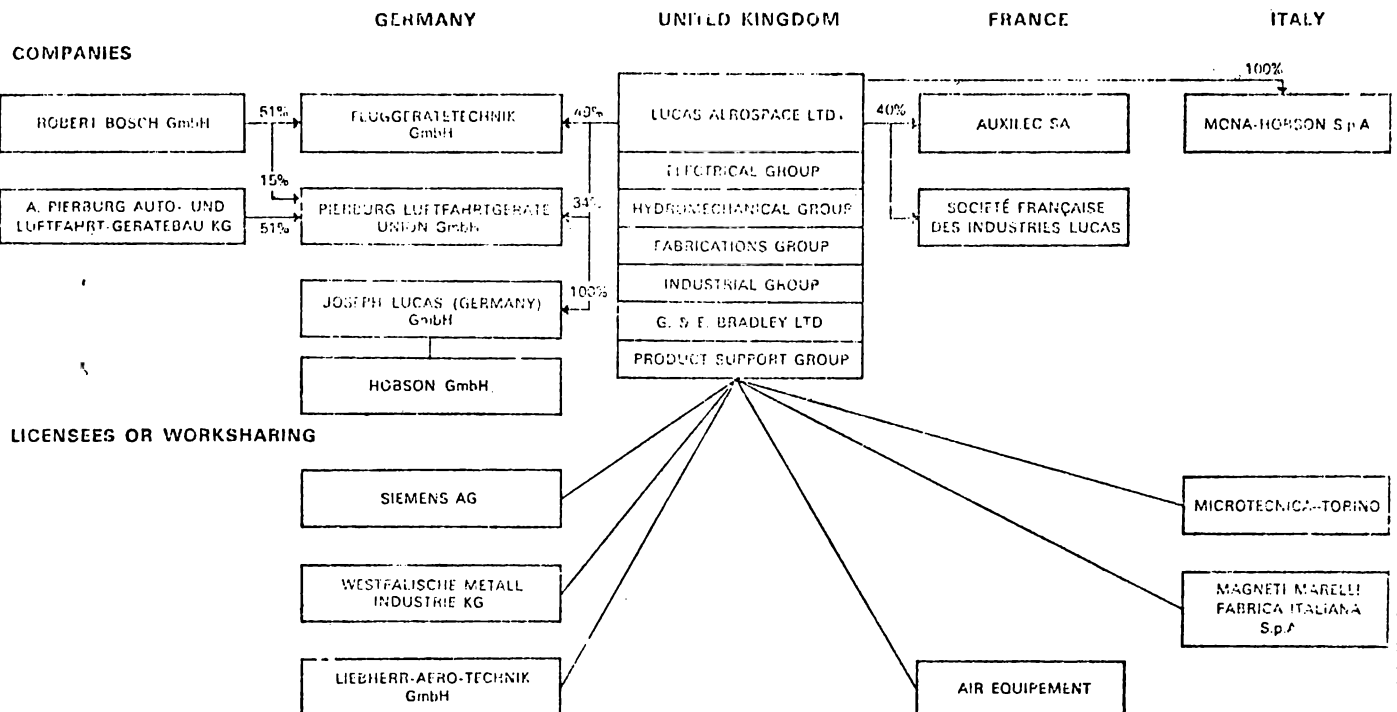 GERMANY UNITED KINGDOM FRANCE ITALY
COMPANIES
ROBERT BOSCH GmbH
51%
15%
FLUGGERATETECHNIK
GmbH
A. PIERBURG AUTO- UND
LUFTFAHRT-GERATEBAU KG
51%
PIERBURG LUFTFAHRTGERATE
UNION GmbH
JOSEPH LUCAS (GERMANY)
GmbH
HOBSON GmbH
34%
100%
LUCAS AEROSPACE LTD.
ELECTRICAL GROUP
HYDROMECHANICAL GROUP
FABRICATIONS GROUP
INDUSTRIAL GROUP
G. & E. BRADLEY LTD
PRODUCT SUPPORT GROUP
40%
AUXILEC SA
SOCIETÉ FRANÇAISE
DES INDUSTRIES LUCAS
100%
S.p.A
LICENSEES OR WORKSHARING
SIEMENS AG
WESTFALISCHE METALL
INDUSTRIE KG
LIEBHERR-AERO-TECHNIK
GmbH
AIR EQUIPEMENT
MICROTECNICA-TORINO
MAGNETI MARELLI
FABRICA ITALIANA
S.p.A